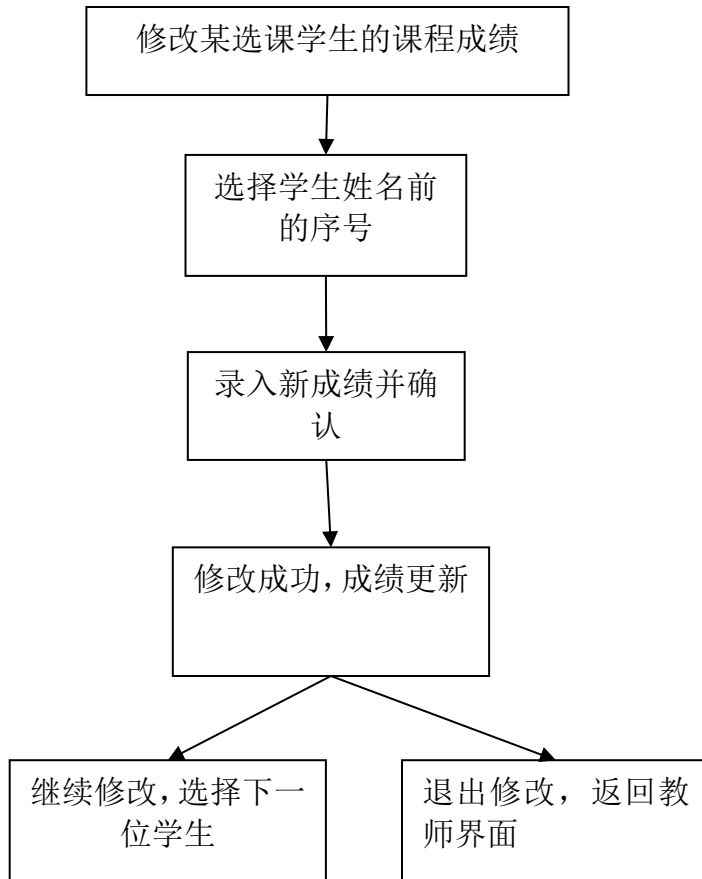 修改某选课学生的课程成绩
选择学生姓名前
的序号
录入新成绩并确
认
修改成功,成绩更新
继续修改,选择下一
位学生
退出修改，返回教
师界面